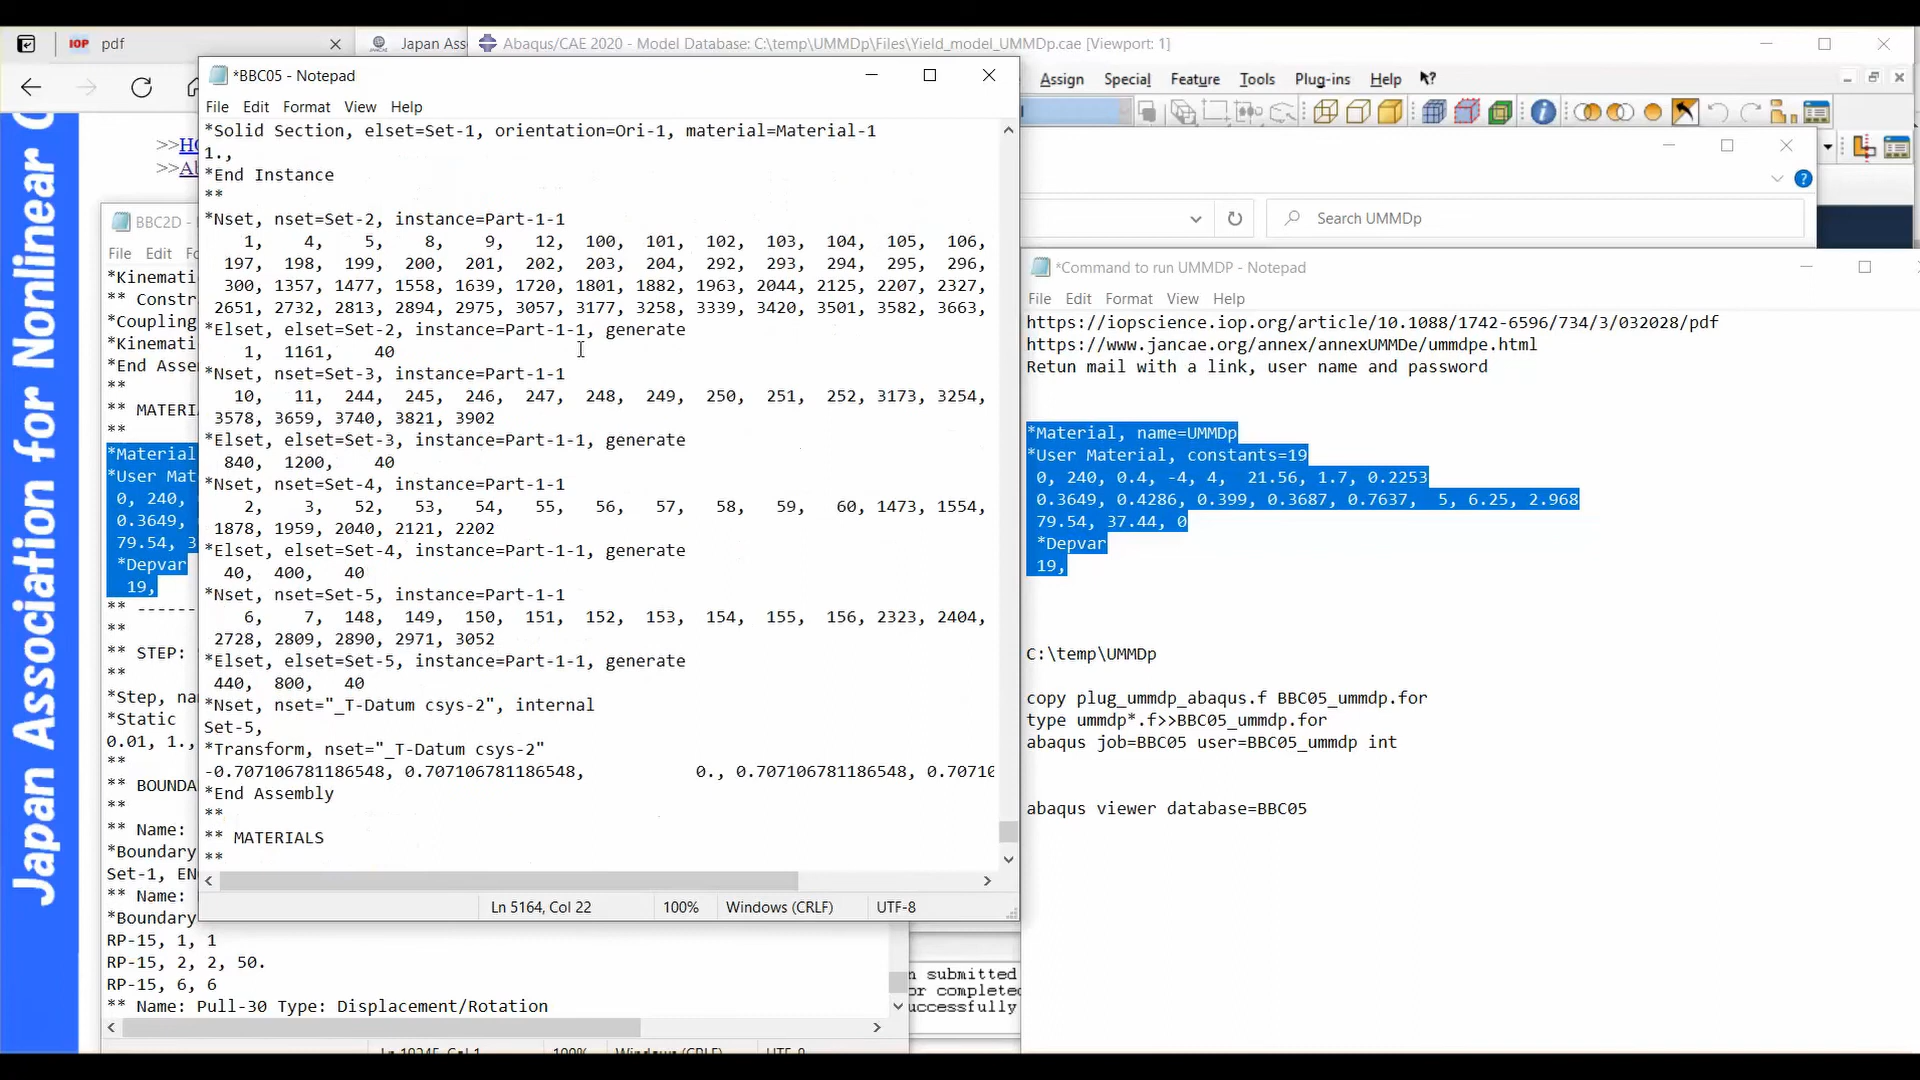 IOP pdf
Japan Ass
Abaqus/CAE 2020 - Model Database: C:\temp\UMMDp\Files\Yield_model_UMMDp.cae [Viewport: 1]
Assign Special Feature Tools Plug-ins Help
Search UMMDp
Japan Association for Nonlinear
>>HO
>>Al
*BBC05 - Notepad
File Edit Format View Help
*Solid Section, elset=Set-1, orientation=Ori-1, material=Material-1
1.,
*End Instance
**
*Nset, nset=Set-2, instance=Part-1-1
1, 4, 5, 8, 9, 12, 100, 101, 102, 103, 104, 105, 106,
197, 198, 199, 200, 201, 202, 203, 204, 292, 293, 294, 295, 296,
300, 1357, 1477, 1558, 1639, 1720, 1801, 1882, 1963, 2044, 2125, 2207, 2327,
2651, 2732, 2813, 2894, 2975, 3057, 3177, 3258, 3339, 3420, 3501, 3582, 3663,
*Elset, elset=Set-2, instance=Part-1-1, generate
1, 1161, 40
*Nset, nset=Set-3, instance=Part-1-1
10, 11, 244, 245, 246, 247, 248, 249, 250, 251, 252, 3173, 3254,
3578, 3659, 3740, 3821, 3902
*Elset, elset=Set-3, instance=Part-1-1, generate
840, 1200, 40
*Nset, nset=Set-4, instance=Part-1-1
2, 3, 52, 53, 54, 55, 56, 57, 58, 59, 60, 1473, 1554,
1878, 1959, 2040, 2121, 2202
*Elset, elset=Set-4, instance=Part-1-1, generate
40, 400, 40
*Nset, nset=Set-5, instance=Part-1-1
6, 7, 148, 149, 150, 151, 152, 153, 154, 155, 156, 2323, 2404,
2728, 2809, 2890, 2971, 3052
*Elset, elset=Set-5, instance=Part-1-1, generate
440, 800, 40
*Nset, nset="_T-Datum csys-2", internal
Set-5,
*Transform, nset="_T-Datum csys-2"
-0.707106781186548, 0.707106781186548, 0., 0.707106781186548, 0.70710
*End Assembly
**
** MATERIALS
**
Ln 5164, Col 22 100% Windows (CRLF) UTF-8
BBC2D -
File Edit Fo
*Kinemati
** Constr
*Coupling
*Kinemati
*End Asse
**
** MATERI
**
*Material
*User Mat
0, 240,
0.3649,
79.54, 3
*Depvar
19,
** ------
**
** STEP:
**
*Step, na
*Static
0.01, 1.,
**
** BOUNDA
**
** Name:
*Boundary
Set-1, EN
** Name:
*Boundary
RP-15, 1, 1
RP-15, 2, 2, 50.
RP-15, 6, 6
** Name: Pull-30 Type: Displacement/Rotation
n submitted
or complete
uccessfully
*Command to run UMMDP - Notepad
File Edit Format View Help
https://iopscience.iop.org/article/10.1088/1742-6596/734/3/032028/pdf
https://www.jancae.org/annex/annexUMMDe/ummdpe.html
Retun mail with a link, user name and password
*Material, name=UMMDp
*User Material, constants=19
0, 240, 0.4, -4, 4, 21.56, 1.7, 0.2253
0.3649, 0.4286, 0.399, 0.3687, 0.7637, 5, 6.25, 2.968
79.54, 37.44, 0
*Depvar
19,
C:\temp\UMMDp
copy plug_ummdp_abaqus.f BBC05_ummdp.for
type ummdp*.f>>BBC05_ummdp.for
abaqus job=BBC05 user=BBC05_ummdp int
abaqus viewer database=BBC05